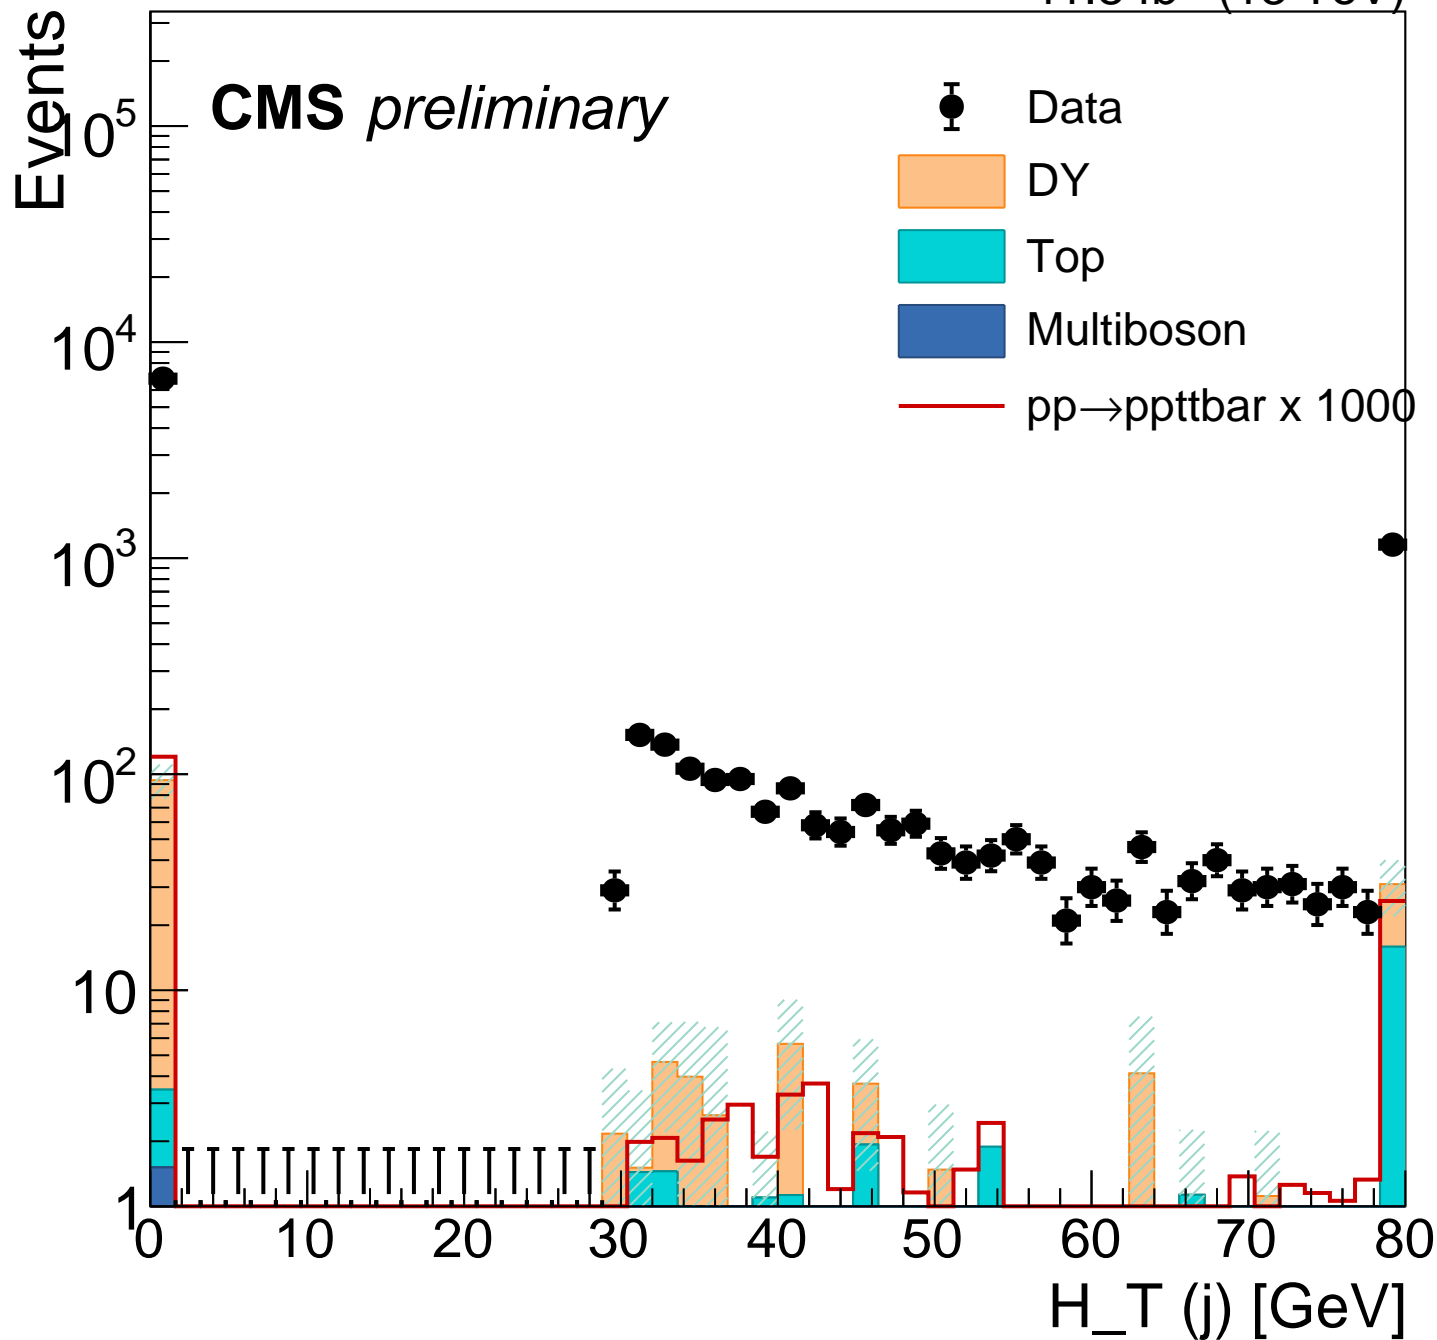 CMS preliminary
Events
Data
DY
Top
Multiboson
pp→ppttbar x 1000
10^5
10^4
10^3
10^2
10
1
0 10 20 30 40 50 60 70 80
H_T (j) [GeV]